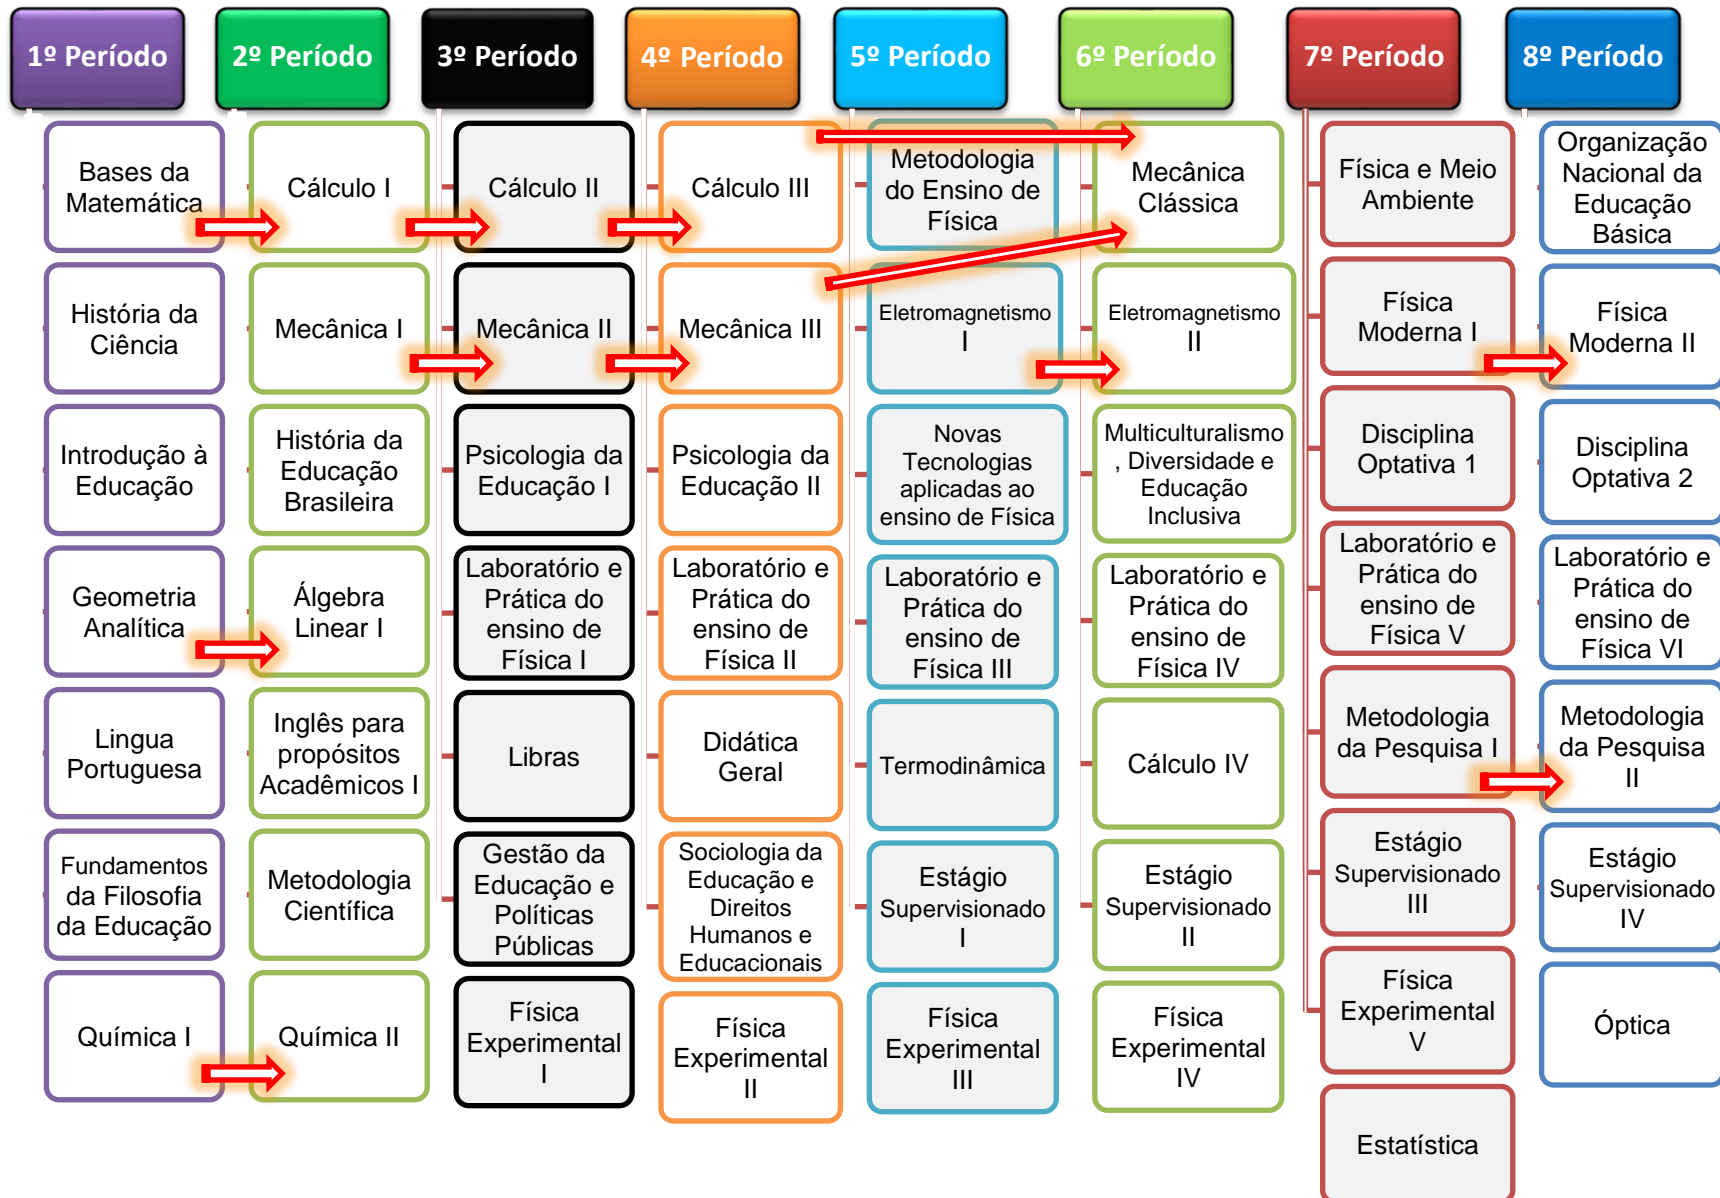 1º Período
2º Período
3º Período
4º Período
5º Período
6º Período
7º Período
8º Período
Bases da
Matemática
História da
Ciência
Introdução à
Educação
Geometria
Analítica
Lingua
Portuguesa
Fundamentos
da Filosofia
da Educação
Química I
Cálculo I
Mecânica I
História da
Educação
Brasileira
Álgebra
Linear I
Inglês para
propósitos
Acadêmicos I
Metodologia
Científica
Química II
Cálculo II
Mecânica II
Psicologia da
Educação I
Laboratório e
Prática do
ensino de
Física I
Libras
Gestão da
Educação e
Políticas
Públicas
Física
Experimental
I
Cálculo III
Mecânica III
Psicologia da
Educação II
Laboratório e
Prática do
ensino de
Física II
Didática
Geral
Sociologia da
Educação e
Direitos
Humanos e
Educacionais
Física
Experimental
II
Metodologia
do Ensino de
Física
Eletromagnetismo
I
Novas
Tecnologias
aplicadas ao
ensino de Física
Laboratório e
Prática do
ensino de
Física III
Termodinâmica
Estágio
Supervisionado
I
Física
Experimental
III
Mecânica
Clássica
Eletromagnetismo
II
Multiculturalismo
, Diversidade e
Educação
Inclusiva
Laboratório e
Prática do
ensino de
Física IV
Cálculo IV
Estágio
Supervisionado
II
Física
Experimental
IV
Física e Meio
Ambiente
Física
Moderna I
Disciplina
Optativa 1
Laboratório e
Prática do
ensino de
Física V
Metodologia
da Pesquisa I
Estágio
Supervisionado
III
Física
Experimental
V
Estatística
Organização
Nacional da
Educação
Básica
Física
Moderna II
Disciplina
Optativa 2
Laboratório e
Prática do
ensino de
Física VI
Metodologia
da Pesquisa
II
Estágio
Supervisionado
IV
Óptica